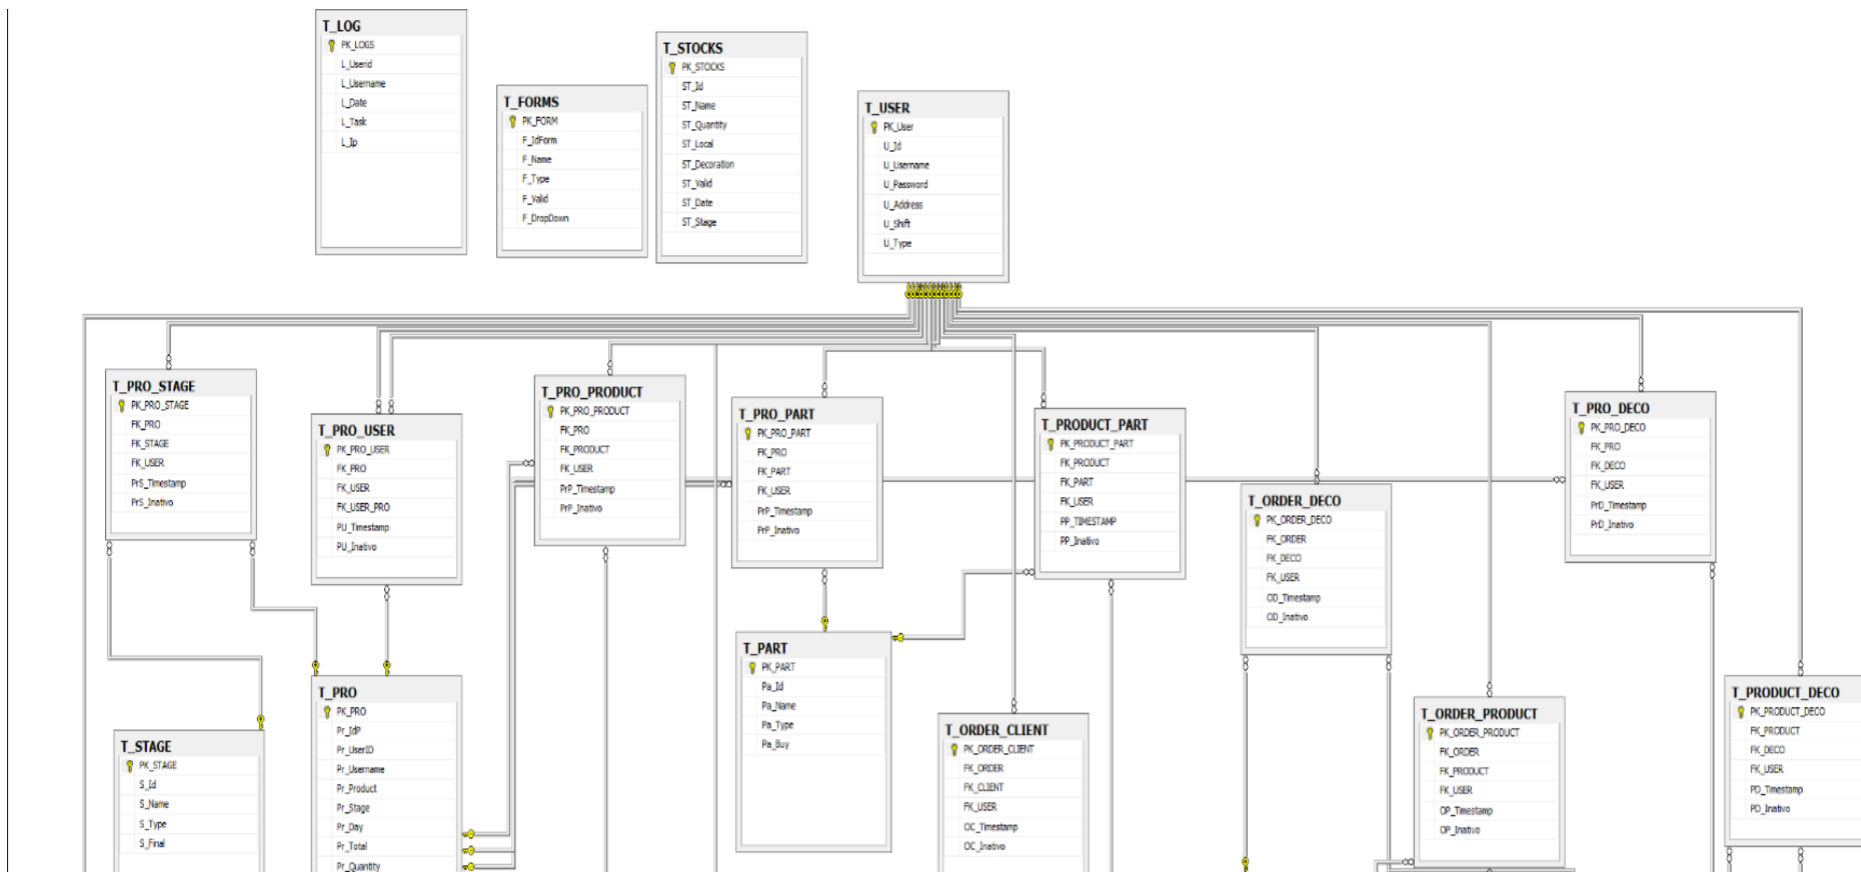 T_LOG
PK_LOGS
L_Userid
L_Username
L_Date
L_Task
L_Ip
T_FORMS
PK_FORM
F_IdForm
F_Name
F_Type
F_Valid
F_DropDown
T_STOCKS
PK_STOCKS
ST_Id
ST_Name
ST_Quantity
ST_Local
ST_Decoration
ST_Valid
ST_Date
ST_Stage
T_USER
PK_User
U_Id
U_Username
U_Password
U_Address
U_Shift
U_Type
T_PRO_STAGE
PK_PRO_STAGE
FK_PRO
FK_STAGE
FK_USER
PrS_Timestamp
PrS_Inativo
T_PRO_USER
PK_PRO_USER
FK_PRO
FK_USER
FK_USER_PRO
PU_Timestamp
PU_Inativo
T_PRO_PRODUCT
PK_PRO_PRODUCT
FK_PRO
FK_PRODUCT
FK_USER
PrP_Timestamp
PrP_Inativo
T_PRO_PART
PK_PRO_PART
FK_PRO
FK_PART
FK_USER
PrP_Timestamp
PrP_Inativo
T_PRODUCT_PART
PK_PRODUCT_PART
FK_PRODUCT
FK_PART
FK_USER
PP_TIMESTAMP
PP_Inativo
T_ORDER_DECO
PK_ORDER_DECO
FK_ORDER
FK_DECO
FK_USER
OD_Timestamp
OD_Inativo
T_PRO_DECO
PK_PRO_DECO
FK_PRO
FK_DECO
FK_USER
PrD_Timestamp
PrD_Inativo
T_STAGE
PK_STAGE
S_Id
S_Name
S_Type
S_Final
T_PRO
PK_PRO
Pr_IdP
Pr_UserID
Pr_Username
Pr_Product
Pr_Stage
Pr_Day
Pr_Total
Pr_Quantity
T_PART
PK_PART
Pa_Id
Pa_Name
Pa_Type
Pa_Buy
T_ORDER_CLIENT
PK_ORDER_CLIENT
FK_ORDER
FK_CLIENT
FK_USER
OC_Timestamp
OC_Inativo
T_ORDER_PRODUCT
PK_ORDER_PRODUCT
FK_ORDER
FK_PRODUCT
FK_USER
OP_Timestamp
OP_Inativo
T_PRODUCT_DECO
PK_PRODUCT_DECO
FK_PRODUCT
FK_DECO
FK_USER
PD_Timestamp
PD_Inativo